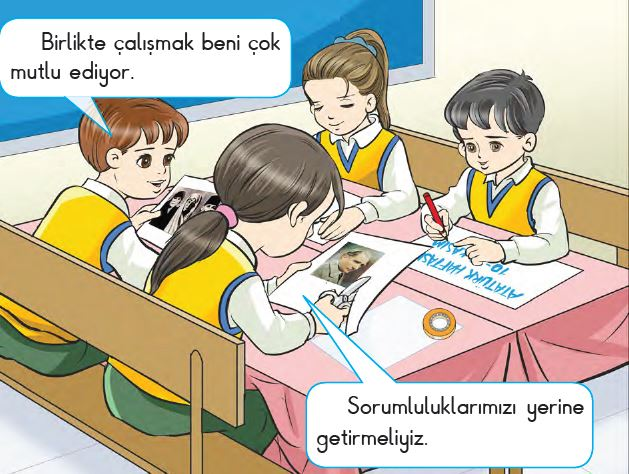 Birlikte çalışmak beni çok
mutlu ediyor.
ATATÜRK HAFTASI
10 KASIM
Sorumluluklarımızı yerine
getirmeliyiz.